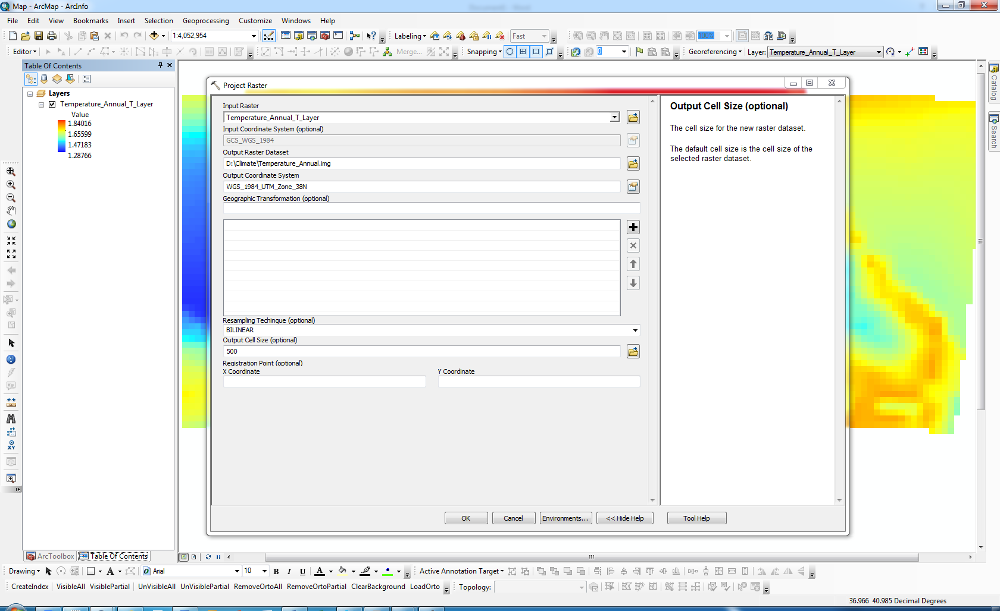 Map - ArcMap - ArcInfo
File Edit View Bookmarks Insert Selection Geoprocessing Customize Windows Help
1:4,052,954 Labeling Fast 100%
Editor Merge... Snapping 0 Georeferencing Layer: Temperature_Annual_T_Layer
Table Of Contents
Layers
Temperature_Annual_T_Layer
Value
1.84016
1.65599
1.47183
1.28766
Project Raster
Input Raster
Temperature_Annual_T_Layer
Input Coordinate System (optional)
GCS_WGS_1984
Output Raster Dataset
D:\Climate\Temperature_Annual.img
Output Coordinate System
WGS_1984_UTM_Zone_38N
Geographic Transformation (optional)
Resampling Techinque (optional)
BILINEAR
Output Cell Size (optional)
500
Registration Point (optional)
X Coordinate Y Coordinate
Output Cell Size (optional)
The cell size for the new raster dataset.
The default cell size is the cell size of the
selected raster dataset.
OK Cancel Environments... << Hide Help Tool Help
Catalog
Search
XY
ArcToolbox Table Of Contents
Drawing A Arial 10 B I U A Active Annotation Target
CreateIndex VisibleAll VisiblePartial UnVisibleAll UnVisiblePartial RemoveOrtoAll RemoveOrtoPartial ClearBackground LoadOrto Topology:
36.966 40.985 Decimal Degrees